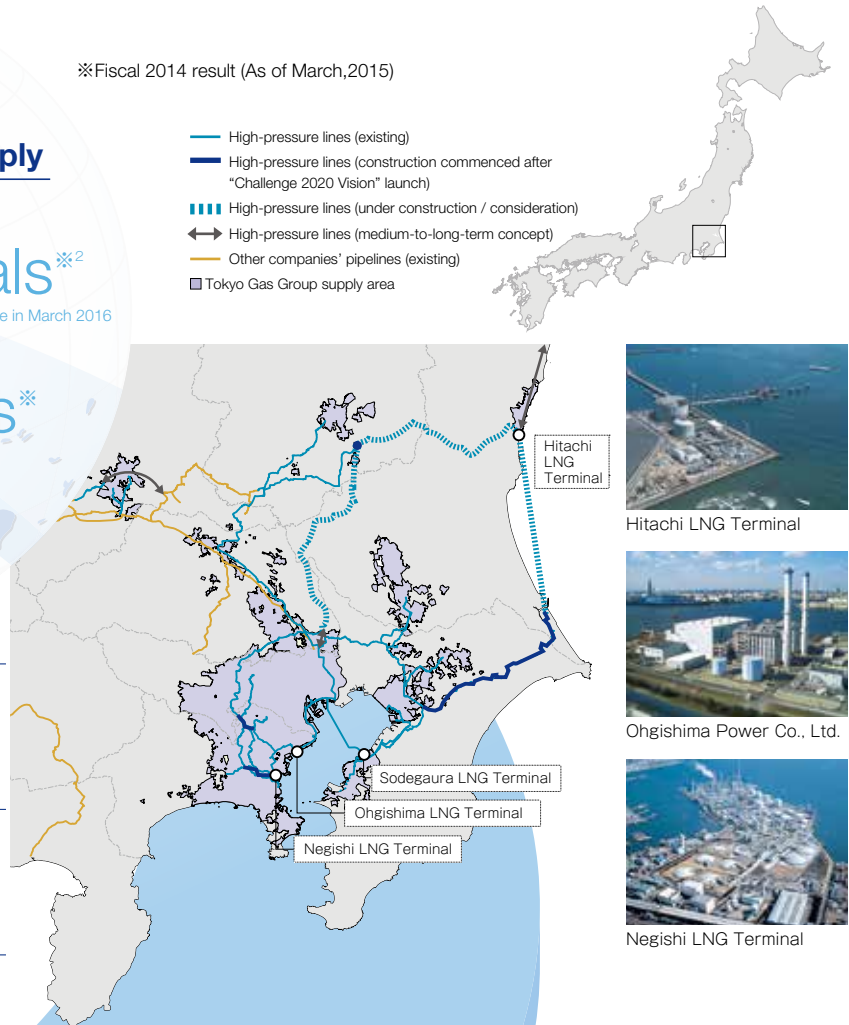 ※Fiscal 2014 result (As of March,2015)
ply
als※2
e in March 2016
s※
High-pressure lines (existing)
High-pressure lines (construction commenced after
“Challenge 2020 Vision” launch)
High-pressure lines (under construction / consideration)
High-pressure lines (medium-to-long-term concept)
Other companies’ pipelines (existing)
Tokyo Gas Group supply area
Hitachi
LNG
Terminal
Sodegaura LNG Terminal
Ohgishima LNG Terminal
Negishi LNG Terminal
Hitachi LNG Terminal
Ohgishima Power Co., Ltd.
Negishi LNG Terminal